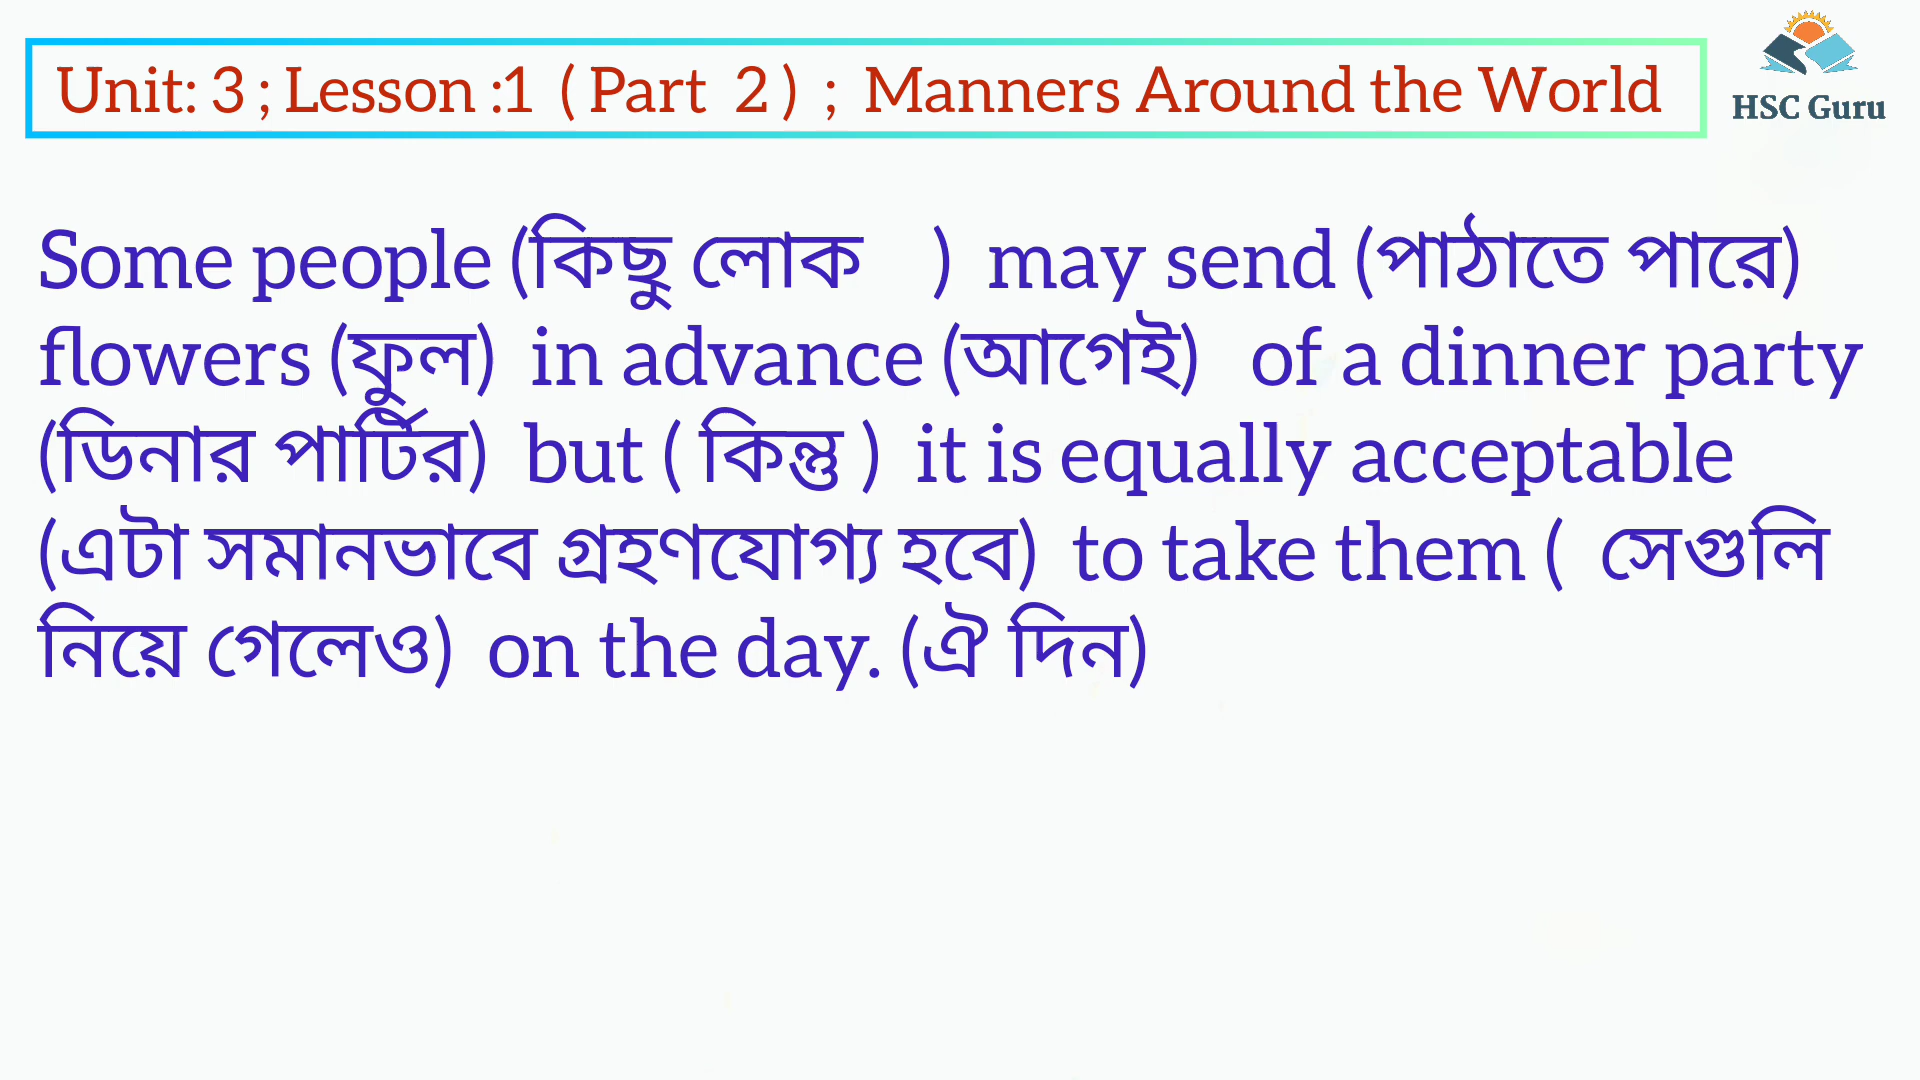 Unit: 3 ; Lesson :1 ( Part 2 ) ; Manners Around the World
HSC Guru
Some people (কিছু লোক ) may send (পাঠাতে পারে)
flowers (ফুল) in advance (আগেই) of a dinner party
(ডিনার পার্টির) but ( কিন্তু ) it is equally acceptable
(এটা সমানভাবে গ্রহণযোগ্য হবে) to take them ( সেগুলি
নিয়ে গেলেও) on the day. (ঐ দিন)